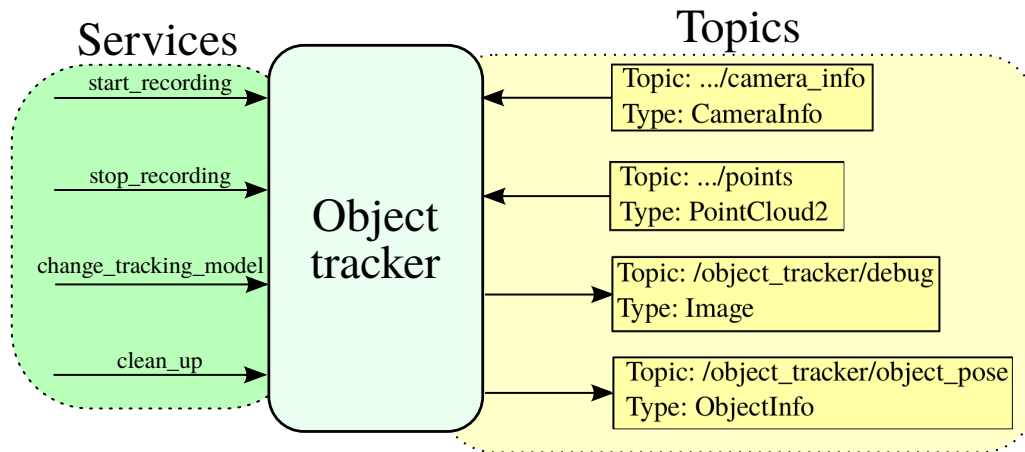 Services
Topics
start_recording
stop_recording
change_tracking_model
clean_up
Object
tracker
Topic: .../camera_info
Type: CameraInfo
Topic: .../points
Type: PointCloud2
Topic: /object_tracker/debug
Type: Image
Topic: /object_tracker/object_pose
Type: ObjectInfo